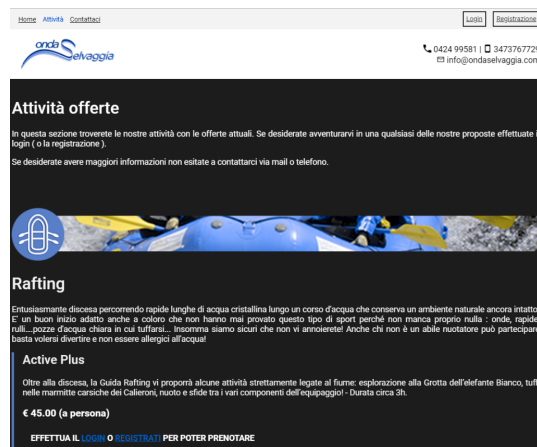 Home Attività Contattaci
Login Registrazione
onda Selvaggia
0424 99581 | 3473767729
info@ondaselvaggia.com
Attività offerte
In questa sezione troverete le nostre attività con le offerte attuali. Se desiderate avventurarvi in una qualsiasi delle nostre proposte effettuate
login ( o la registrazione ).
Se desiderate avere maggiori informazioni non esitate a contattarci via mail o telefono.
Rafting
Entusiasmante discesa percorrendo rapide lunghe di acqua cristallina lungo un corso d'acqua che conserva un ambiente naturale ancora intatto
E' un buon inizio adatto anche a coloro che non hanno mai provato questo tipo di sport perché non manca proprio nulla : onde, rapide
rulli....pozze d'acqua chiara in cui tuffarsi... Insomma siamo sicuri che non vi annoierete! Anche chi non è un abile nuotatore può partecipare
basta volersi divertire e non essere allergici all'acqua!
Active Plus
Oltre alla discesa, la Guida Rafting vi proporrà alcune attività strettamente legate al fiume: esplorazione alla Grotta dell'elefante Bianco, tuff
nelle marmitte carsiche dei Calieroni, nuoto e sfide tra i vari componenti dell'equipaggio! - Durata circa 3h.
€ 45.00 (a persona)
EFFETTUA IL LOGIN O REGISTRATI PER POTER PRENOTARE